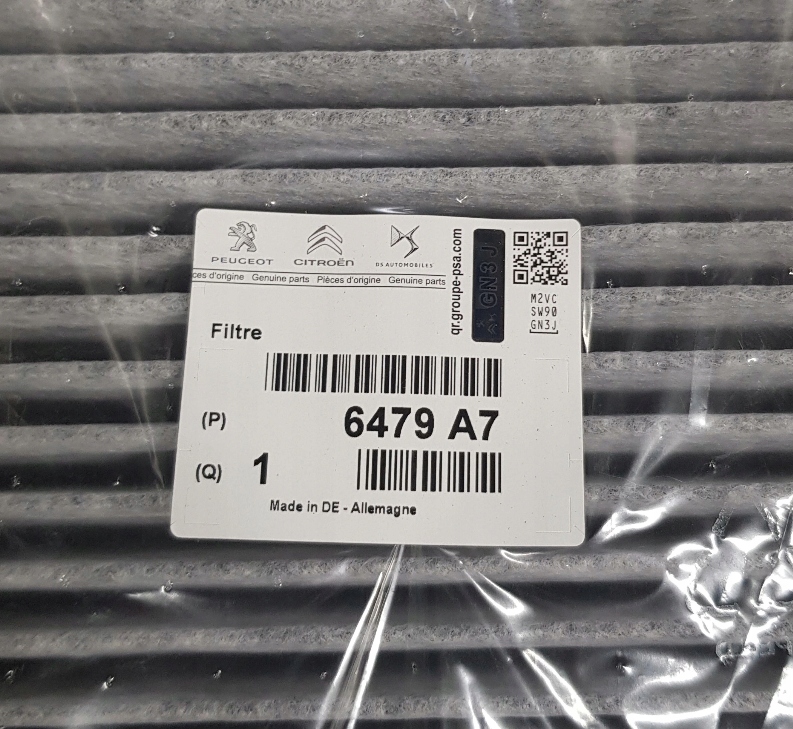 PEUGEOT CITROËN DS AUTOMOBILES
ces d'origine Genuine parts Pièces d'origine Genuine parts
qr.groupe-psa.com
GN3J
M2VC
SW90
GN3J
Filtre
(P) 6479 A7
(Q) 1
Made in DE - Allemagne